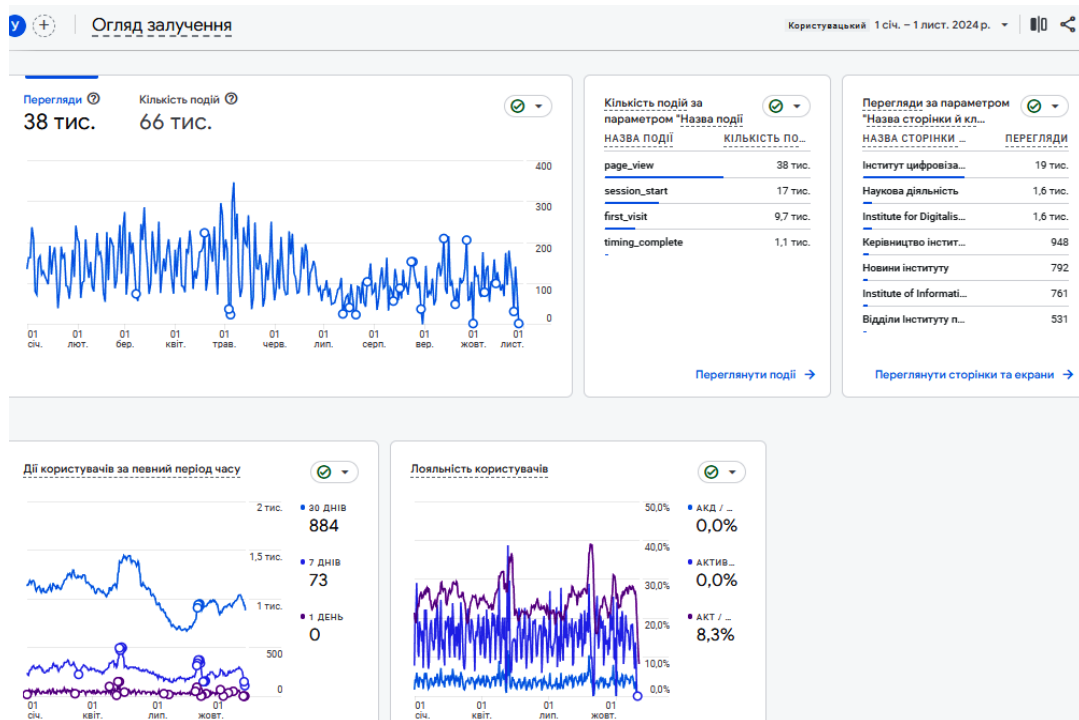 У
Огляд залучення
Користувацький 1 січ. – 1 лист. 2024 р.
Перегляди
38 тис.
Кількість подій
66 тис.
400
300
200
100
0
01 січ.
01 лют.
01 бер.
01 квіт.
01 трав.
01 черв.
01 лип.
01 серп.
01 вер.
01 жовт.
01 лист.
Кількість подій за
параметром "Назва події
НАЗВА ПОДІЇ КІЛЬКІСТЬ ПО...
page_view 38 тис.
session_start 17 тис.
first_visit 9,7 тис.
timing_complete 1,1 тис.
Переглянути події
Перегляди за параметром
"Назва сторінки й кл...
НАЗВА СТОРІНКИ ... ПЕРЕГЛЯДИ
Інститут цифровіза... 19 тис.
Наукова діяльність 1,6 тис.
Institute for Digitalis... 1,6 тис.
Керівництво інстит... 948
Новини інституту 792
Institute of Informati... 761
Відділи Інституту п... 531
Переглянути сторінки та екрани
Дії користувачів за певний період часу
2 тис.
1,5 тис.
1 тис.
500
0
01 січ.
01 квіт.
01 лип.
01 жовт.
30 ДНІВ
884
7 ДНІВ
73
1 ДЕНЬ
0
Лояльність користувачів
50,0%
40,0%
30,0%
20,0%
10,0%
0,0%
01 січ.
01 квіт.
01 лип.
01 жовт.
АКД / ...
0,0%
АКТИВ...
0,0%
АКТ / ...
8,3%